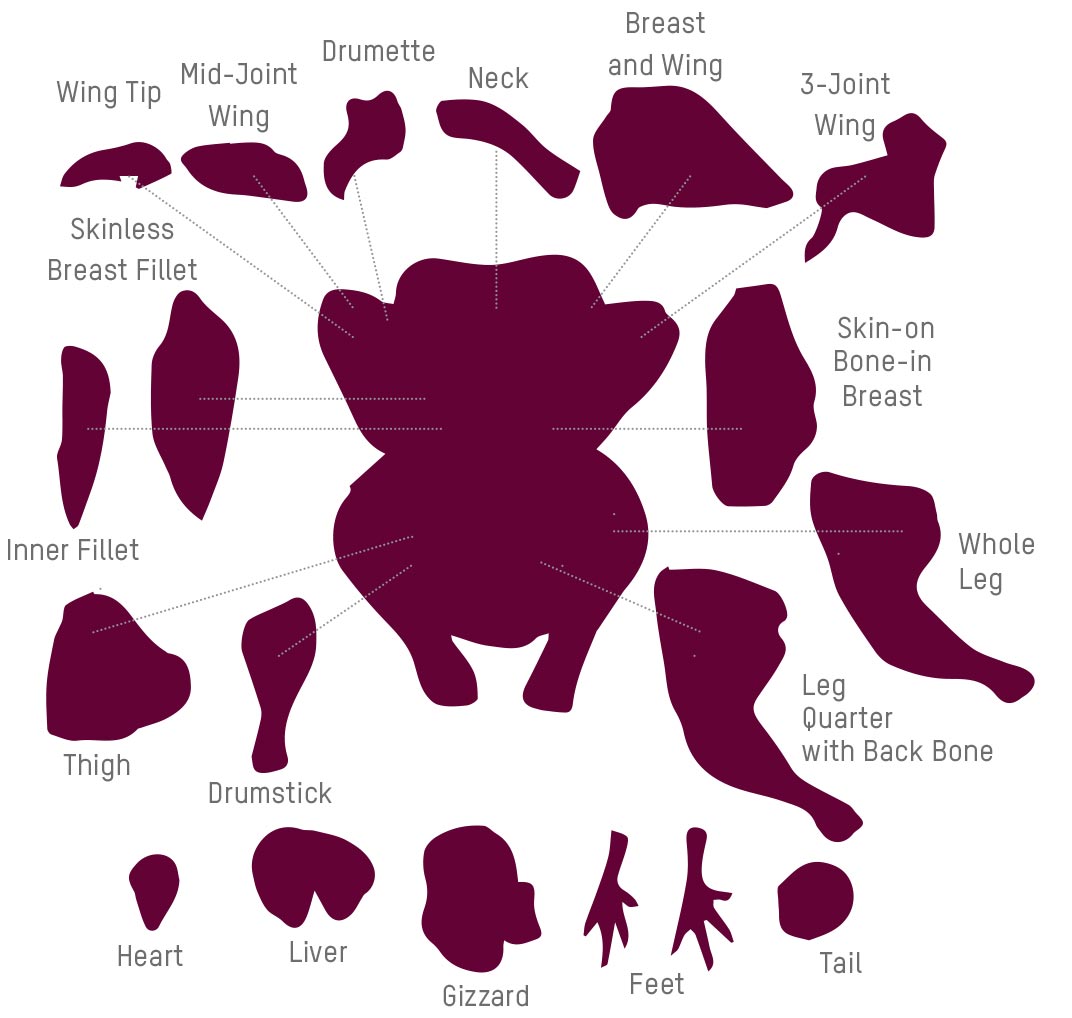 Wing Tip
Mid-Joint
Wing
Drumette
Neck
Breast
and Wing
3-Joint
Wing
Skinless
Breast Fillet
Skin-on
Bone-in
Breast
Inner Fillet
Whole
Leg
Thigh
Drumstick
Leg
Quarter
with Back Bone
Heart
Liver
Gizzard
Feet
Tail